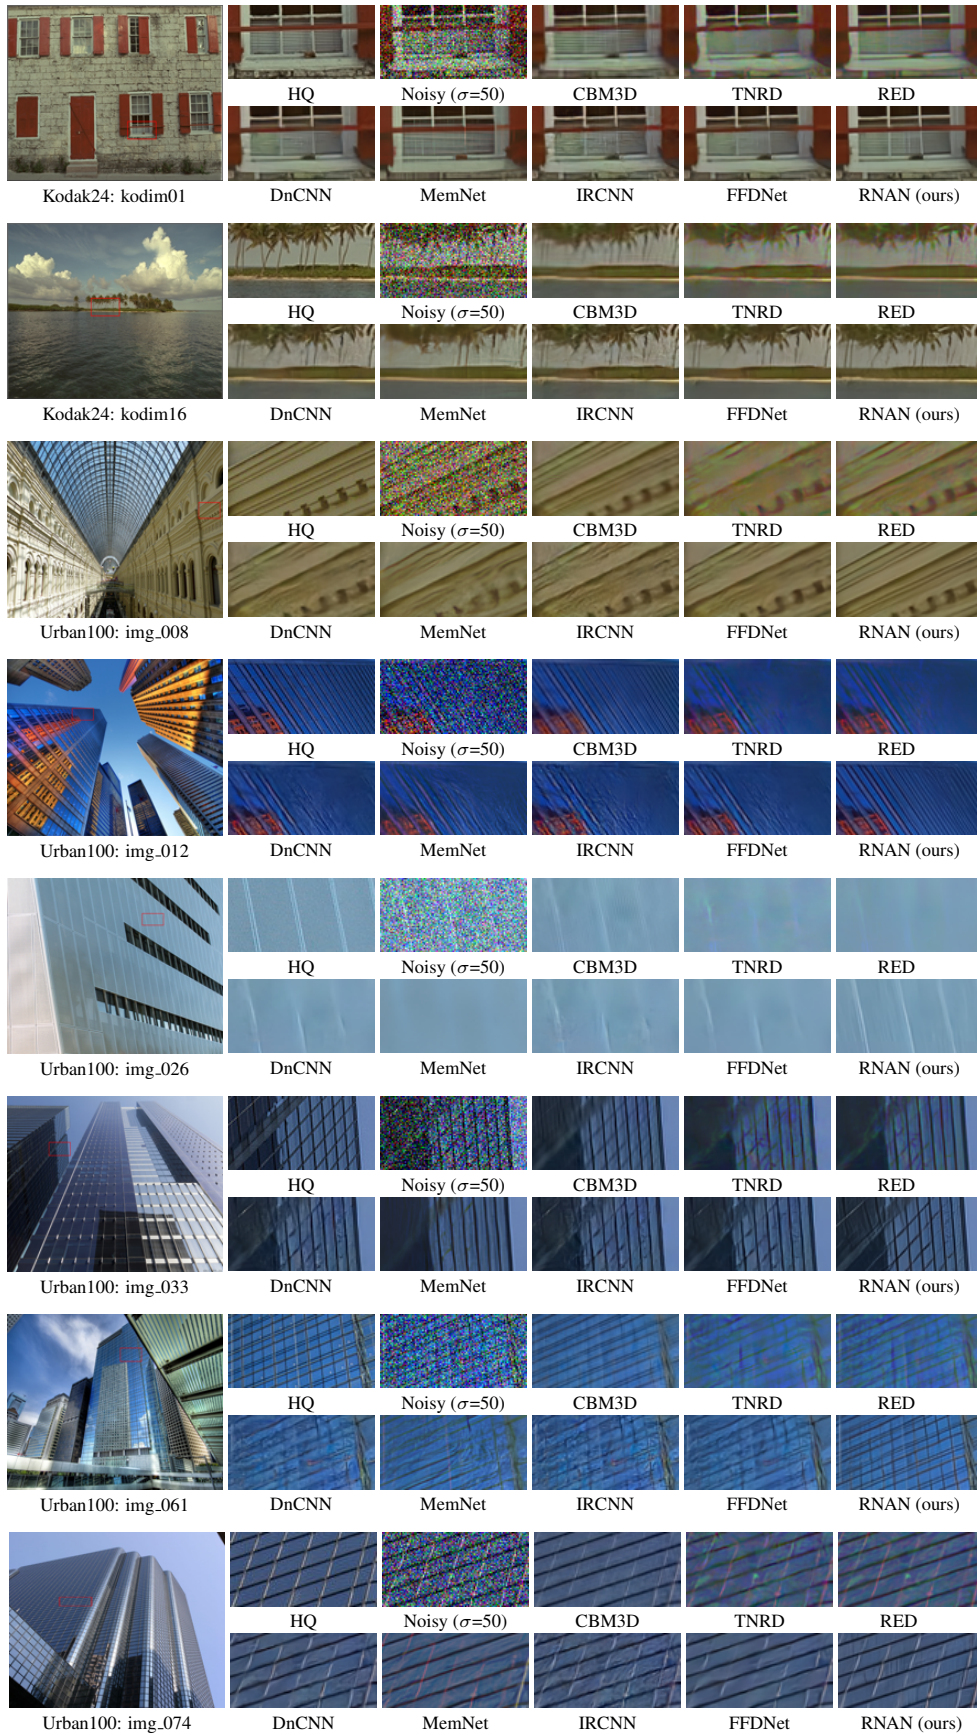 HQ Noisy (σ=50) CBM3D TNRD RED
DnCNN MemNet IRCNN FFDNet RNAN (ours)
Kodak24: kodim01
HQ Noisy (σ=50) CBM3D TNRD RED
DnCNN MemNet IRCNN FFDNet RNAN (ours)
Kodak24: kodim16
HQ Noisy (σ=50) CBM3D TNRD RED
DnCNN MemNet IRCNN FFDNet RNAN (ours)
Urban100: img_008
HQ Noisy (σ=50) CBM3D TNRD RED
DnCNN MemNet IRCNN FFDNet RNAN (ours)
Urban100: img_012
HQ Noisy (σ=50) CBM3D TNRD RED
DnCNN MemNet IRCNN FFDNet RNAN (ours)
Urban100: img_026
HQ Noisy (σ=50) CBM3D TNRD RED
DnCNN MemNet IRCNN FFDNet RNAN (ours)
Urban100: img_033
HQ Noisy (σ=50) CBM3D TNRD RED
DnCNN MemNet IRCNN FFDNet RNAN (ours)
Urban100: img_061
HQ Noisy (σ=50) CBM3D TNRD RED
DnCNN MemNet IRCNN FFDNet RNAN (ours)
Urban100: img_074